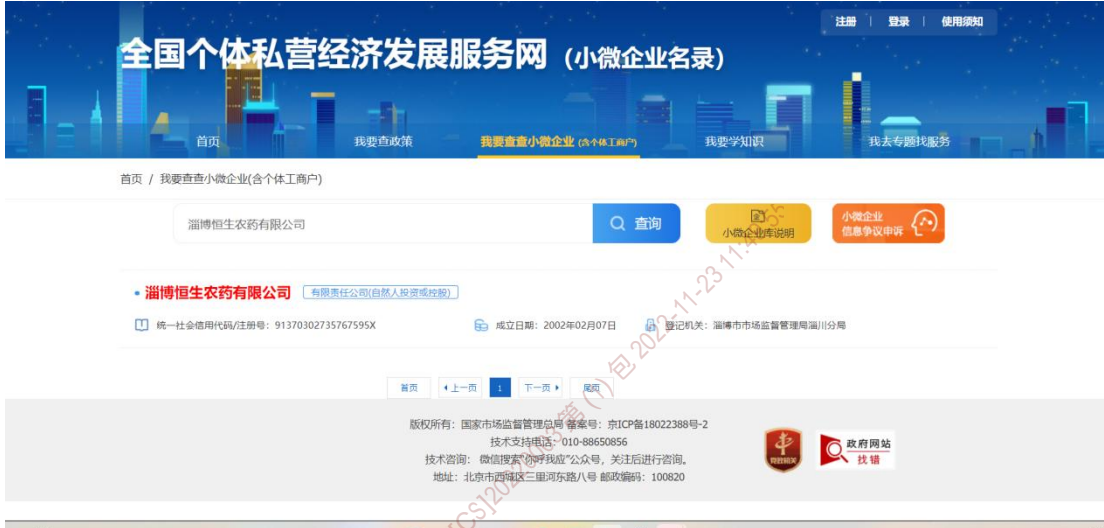 注册 | 登录 | 使用须知
全国个体私营经济发展服务网 (小微企业名录)
首页 我要查政策 我要查查小微企业 (含个体工商户) 我要学知识 我去专题找服务
首页 / 我要查查小微企业(含个体工商户)
淄博恒生农药有限公司 查询 小微企业库说明 小微企业
信息争议申诉
淄博恒生农药有限公司 有限责任公司(自然人投资或控股)
统一社会信用代码/注册号：91370302735767595X 成立日期：2002年02月07日 登记机关：淄博市市场监督管理局淄川分局
首页 上一页 1 下一页 尾页
版权所有：国家市场监督管理总局 备案号：京ICP备18022388号-2
技术支持电话：010-88650856
技术咨询： 微信搜索“你呼我应”公众号，关注后进行咨询。
地址：北京市西城区三里河东路八号 邮政编码：100820
党政机关
政府网站
找错